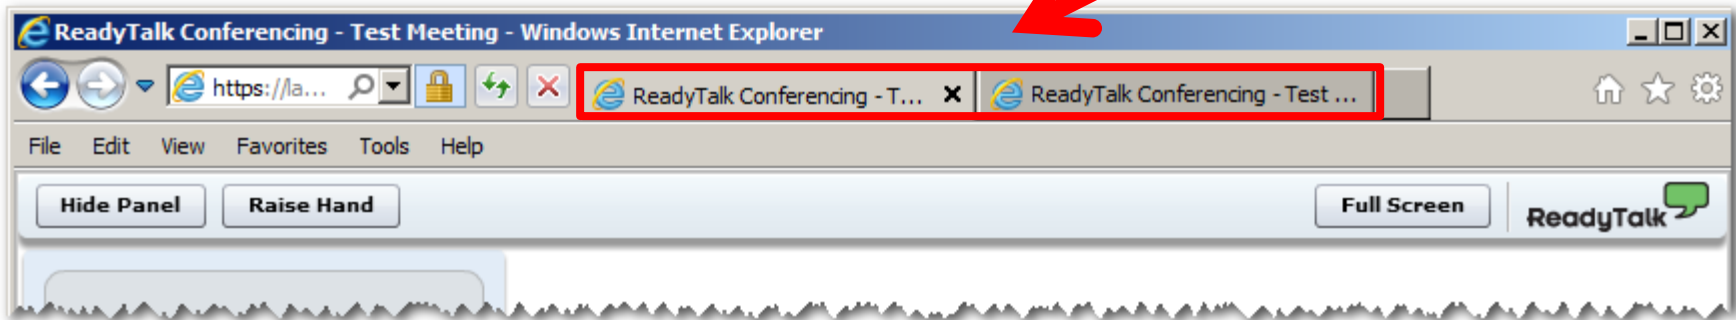 ReadyTalk Conferencing - Test Meeting - Windows Internet Explorer
https://la... ReadyTalk Conferencing - T... ReadyTalk Conferencing - Test ...
File Edit View Favorites Tools Help
Hide Panel Raise Hand Full Screen ReadyTalk